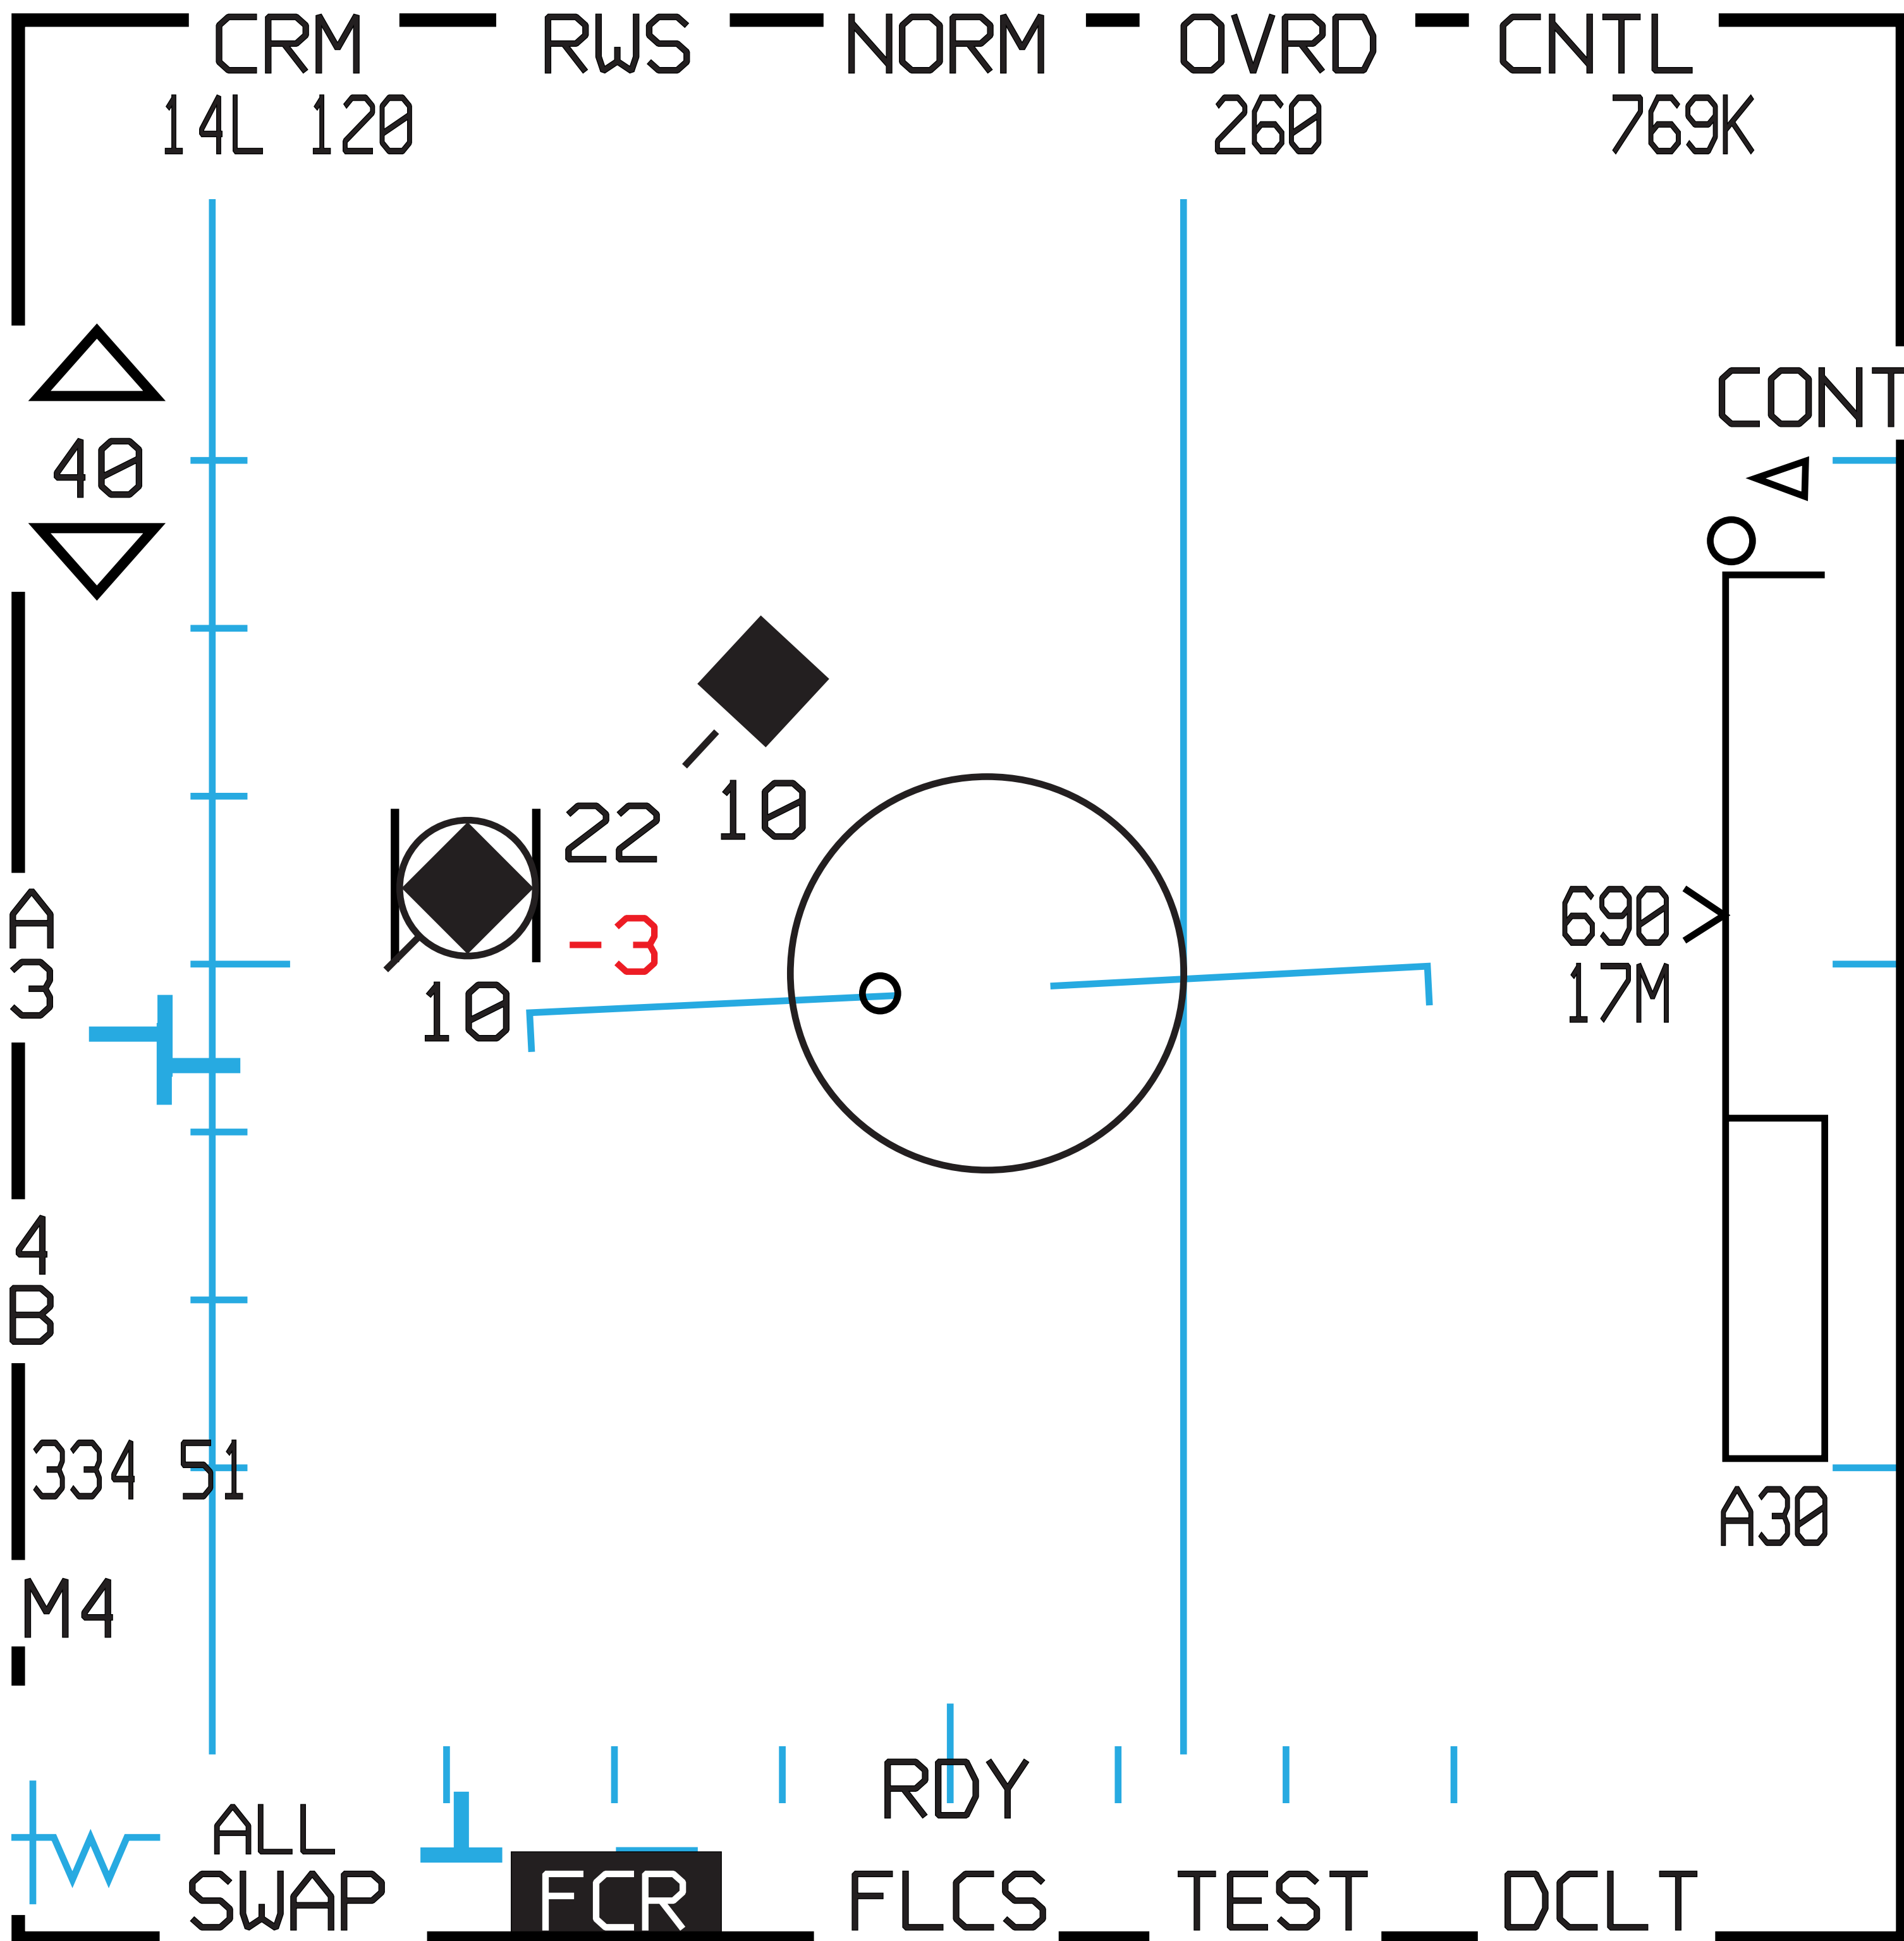 CRM RWS NORM OVRD CNTL
14L 120 260 769K
CONT
40
10
22
-3
10
A
3
690
17M
4
B
334 51
A30
M4
RDY
ALL
SWAP FCR FLCS TEST DCLT